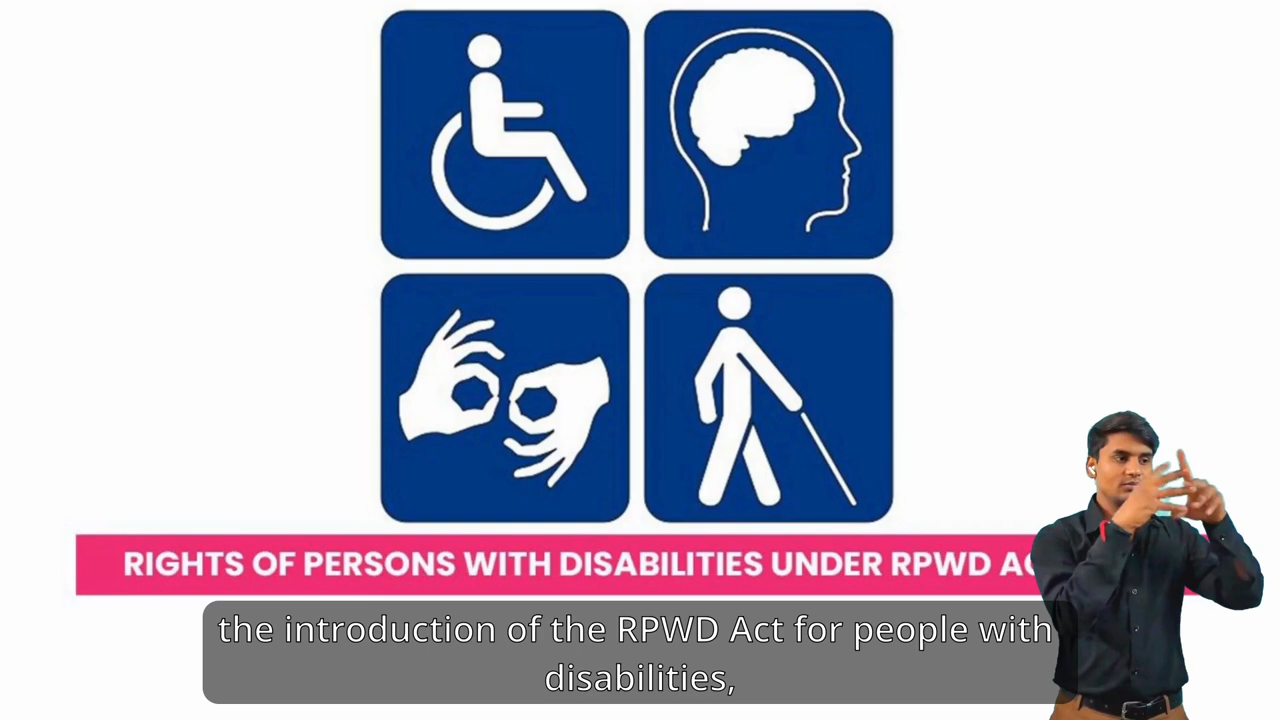 RIGHTS OF PERSONS WITH DISABILITIES UNDER RPWD
the introduction of the RPWD Act for people with
disabilities,